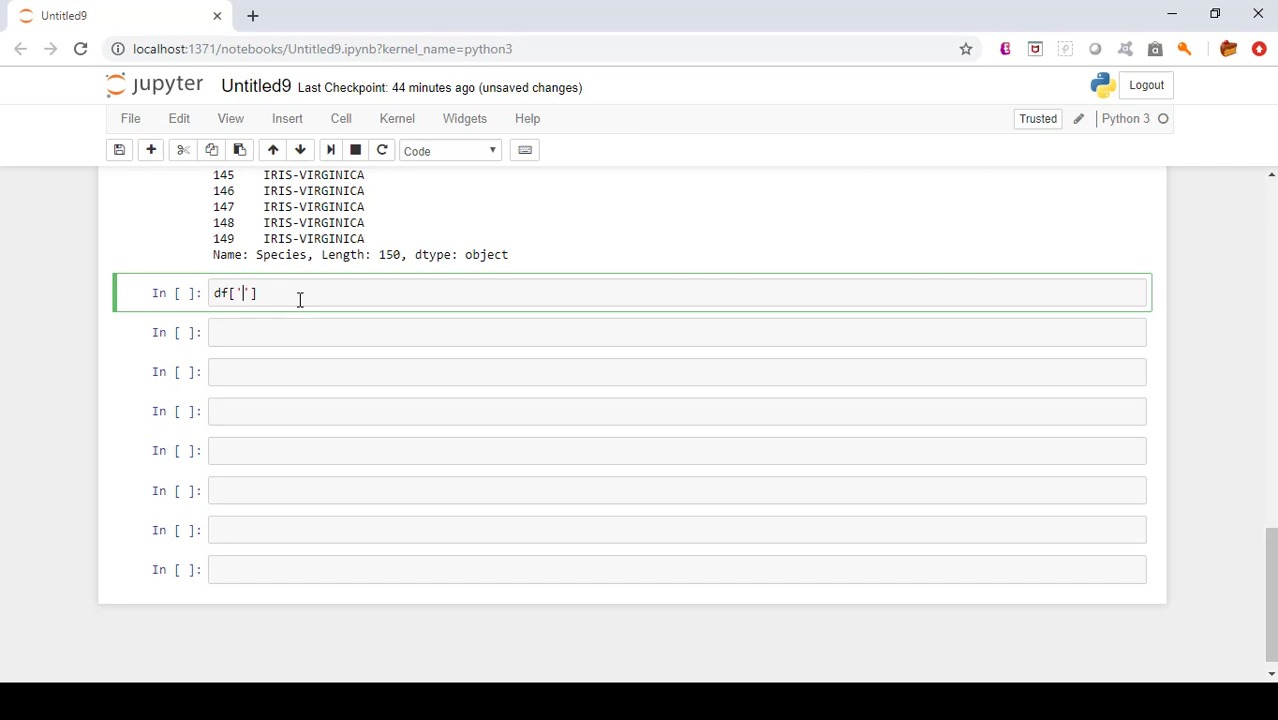 Untitled9
localhost:1371/notebooks/Untitled9.ipynb?kernel_name=python3
jupyter Untitled9 Last Checkpoint: 44 minutes ago (unsaved changes) Logout
File Edit View Insert Cell Kernel Widgets Help Trusted Python 3
Code
145 IRIS-VIRGINICA
146 IRIS-VIRGINICA
147 IRIS-VIRGINICA
148 IRIS-VIRGINICA
149 IRIS-VIRGINICA
Name: Species, Length: 150, dtype: object
In [ ]: df['']
In [ ]:
In [ ]:
In [ ]:
In [ ]:
In [ ]:
In [ ]:
In [ ]: